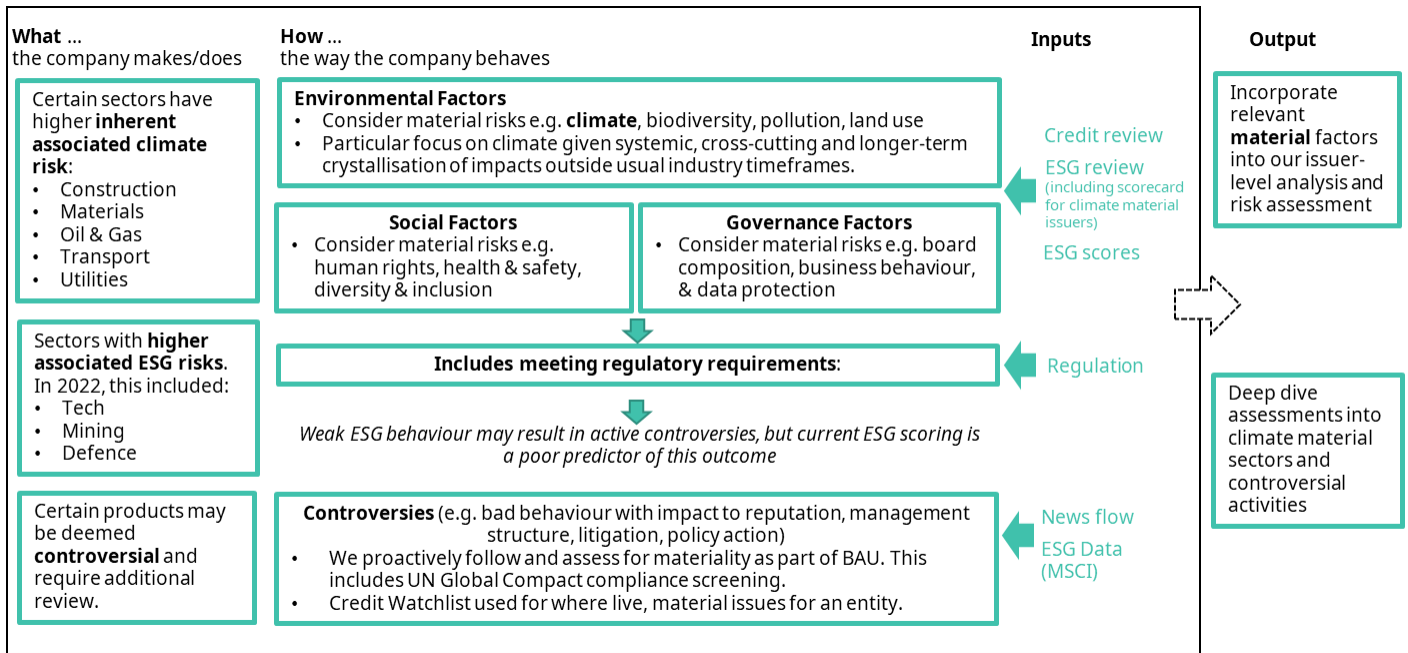 What ...
the company makes/does
Certain sectors have
higher inherent
associated climate
risk:
• Construction
• Materials
• Oil & Gas
• Transport
• Utilities
Sectors with higher
associated ESG risks.
In 2022, this included:
• Tech
• Mining
• Defence
Certain products may
be deemed
controversial and
require additional
review.
How ...
the way the company behaves
Environmental Factors
• Consider material risks e.g. climate, biodiversity, pollution, land use
• Particular focus on climate given systemic, cross-cutting and longer-term
crystallisation of impacts outside usual industry timeframes.
Social Factors
• Consider material risks e.g.
human rights, health & safety,
diversity & inclusion
Governance Factors
• Consider material risks e.g. board
composition, business behaviour,
& data protection
Includes meeting regulatory requirements:
Weak ESG behaviour may result in active controversies, but current ESG scoring is
a poor predictor of this outcome
Controversies (e.g. bad behaviour with impact to reputation, management
structure, litigation, policy action)
• We proactively follow and assess for materiality as part of BAU. This
includes UN Global Compact compliance screening.
• Credit Watchlist used for where live, material issues for an entity.
Inputs
Credit review
ESG review
(including scorecard
for climate material
issuers)
ESG scores
Regulation
News flow
ESG Data
(MSCI)
Output
Incorporate
relevant
material factors
into our issuer-
level analysis and
risk assessment
Deep dive
assessments into
climate material
sectors and
controversial
activities